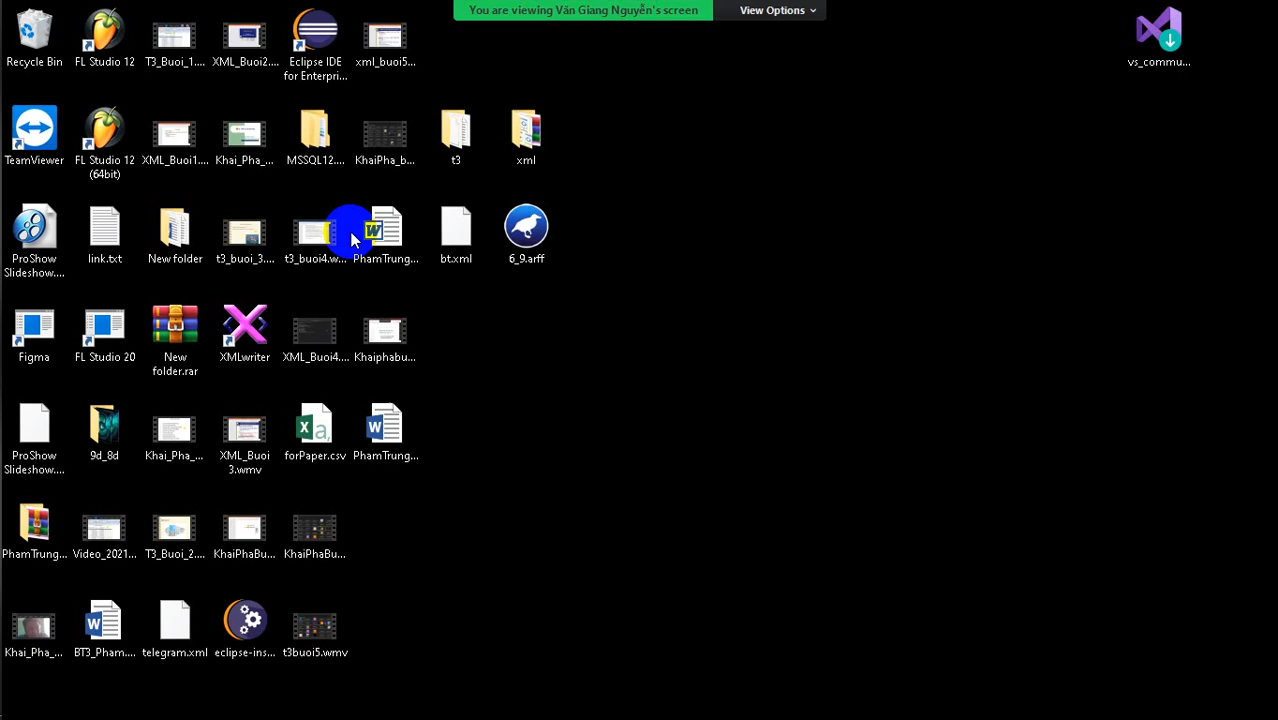 You are viewing Văn Giang Nguyễn's screen
View Options
Recycle Bin
FL Studio 12
T3_Buoi_1....
XML_Buoi2....
Eclipse IDE
for Enterpri...
xml_buoi5...
vs_commu...
TeamViewer
FL Studio 12
(64bit)
XML_Buoi1....
Khai_Pha_...
MSSQL12....
KhaiPha_b...
t3
xml
ProShow
Slideshow....
link.txt
New folder
t3_buoi_3....
t3_buoi4.w...
PhamTrung...
bt.xml
6_9.arff
Figma
FL Studio 20
New
folder.rar
XMLwriter
XML_Buoi4....
Khaiphabu...
ProShow
Slideshow....
9d_8d
Khai_Pha_...
XML_Buoi
3.wmv
forPaper.csv
PhamTrung...
PhamTrung...
Video_2021...
T3_Buoi_2....
KhaiPhaBu...
KhaiPhaBu...
Khai_Pha_...
BT3_Pham....
telegram.xml
eclipse-ins...
t3buoi5.wmv